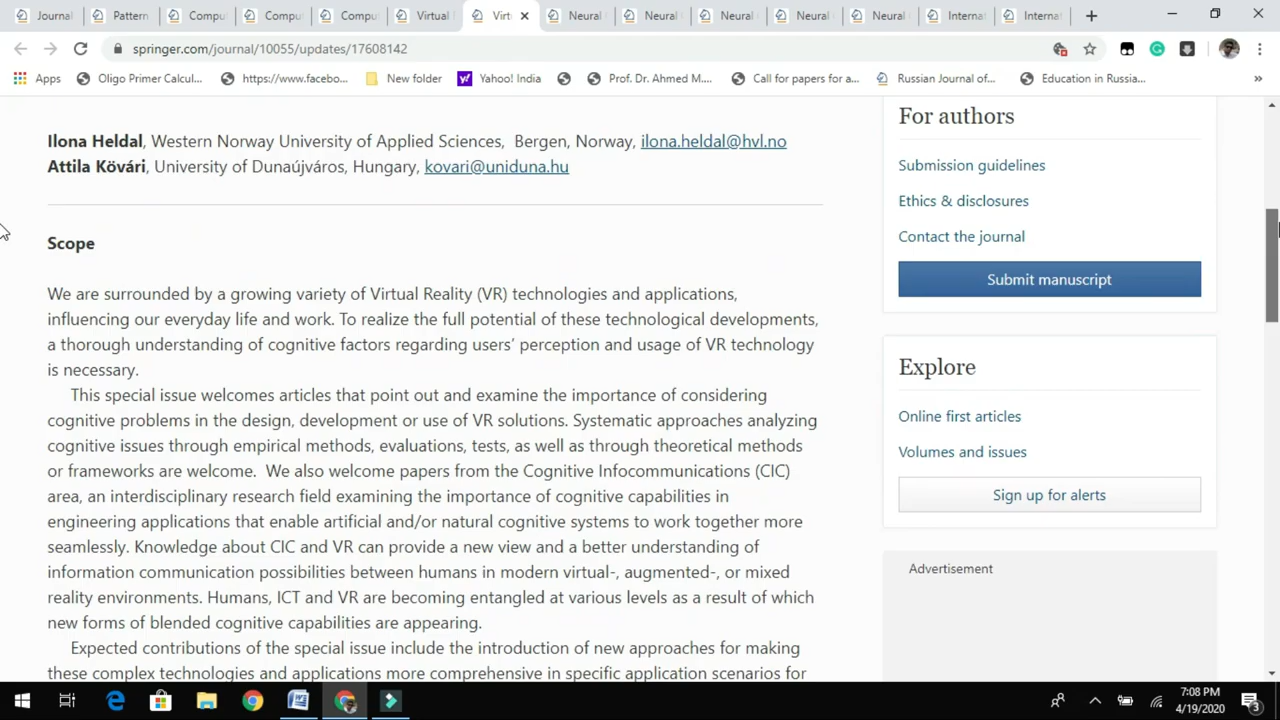 Journal
Pattern
Compu
Compu
Compu
Virtual
Virt
Neural
Neural
Neural
Neural
Neural
Interna
Interna
springer.com/journal/10055/updates/17608142
Apps
Oligo Primer Calcul...
https://www.facebo...
New folder
Yahoo! India
Prof. Dr. Ahmed M....
Call for papers for a...
Russian Journal of...
Education in Russia...
»
Ilona Heldal, Western Norway University of Applied Sciences, Bergen, Norway, ilona.heldal@hvl.no
Attila Kövári, University of Dunaújváros, Hungary, kovari@uniduna.hu
Scope
We are surrounded by a growing variety of Virtual Reality (VR) technologies and applications,
influencing our everyday life and work. To realize the full potential of these technological developments,
a thorough understanding of cognitive factors regarding users’ perception and usage of VR technology
is necessary.
This special issue welcomes articles that point out and examine the importance of considering
cognitive problems in the design, development or use of VR solutions. Systematic approaches analyzing
cognitive issues through empirical methods, evaluations, tests, as well as through theoretical methods
or frameworks are welcome. We also welcome papers from the Cognitive Infocommunications (CIC)
area, an interdisciplinary research field examining the importance of cognitive capabilities in
engineering applications that enable artificial and/or natural cognitive systems to work together more
seamlessly. Knowledge about CIC and VR can provide a new view and a better understanding of
information communication possibilities between humans in modern virtual-, augmented-, or mixed
reality environments. Humans, ICT and VR are becoming entangled at various levels as a result of which
new forms of blended cognitive capabilities are appearing.
Expected contributions of the special issue include the introduction of new approaches for making
these complex technologies and applications more comprehensive in specific application scenarios for
For authors
Submission guidelines
Ethics & disclosures
Contact the journal
Submit manuscript
Explore
Online first articles
Volumes and issues
Sign up for alerts
Advertisement
7:08 PM
4/19/2020
3